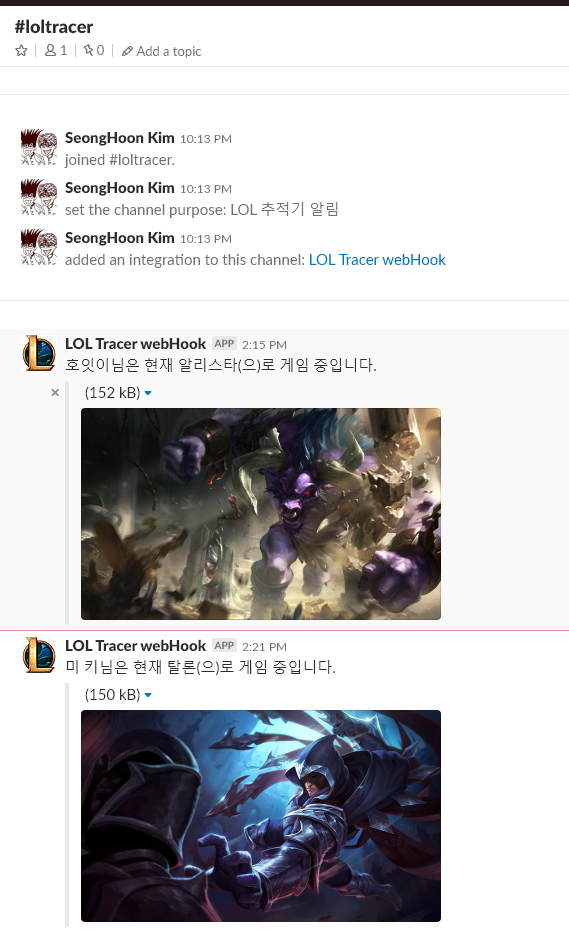 #loltracer
1 0 Add a topic
SeongHoon Kim 10:13 PM
joined #loltracer.
SeongHoon Kim 10:13 PM
set the channel purpose: LOL 추적기 알림
SeongHoon Kim 10:13 PM
added an integration to this channel: LOL Tracer webHook
LOL Tracer webHook APP 2:15 PM
호잇이님은 현재 알리스타(으)로 게임 중입니다.
(152 kB)
LOL Tracer webHook APP 2:21 PM
미 키님은 현재 탈론(으)로 게임 중입니다.
(150 kB)